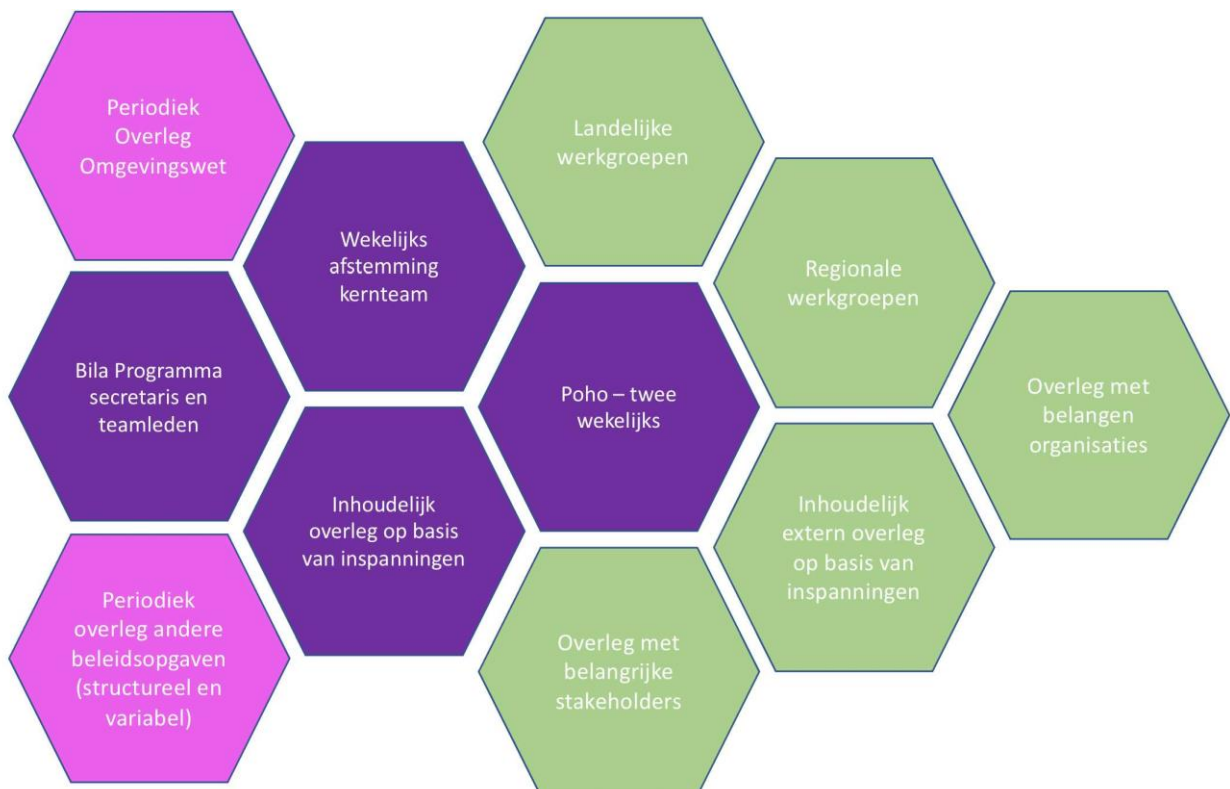 Periodiek
Overleg
Omgevingswet
Landelijke
werkgroepen
Wekelijks
afstemming
kernteam
Regionale
werkgroepen
Bila Programma
secretaris en
teamleden
Poho – twee
wekelijks
Overleg met
belangen
organisaties
Inhoudelijk
overleg op basis
van inspanningen
Inhoudelijk
extern overleg
op basis van
inspanningen
Periodiek
overleg andere
beleidsopgaven
(structureel en
variabel)
Overleg met
belangrijke
stakeholders